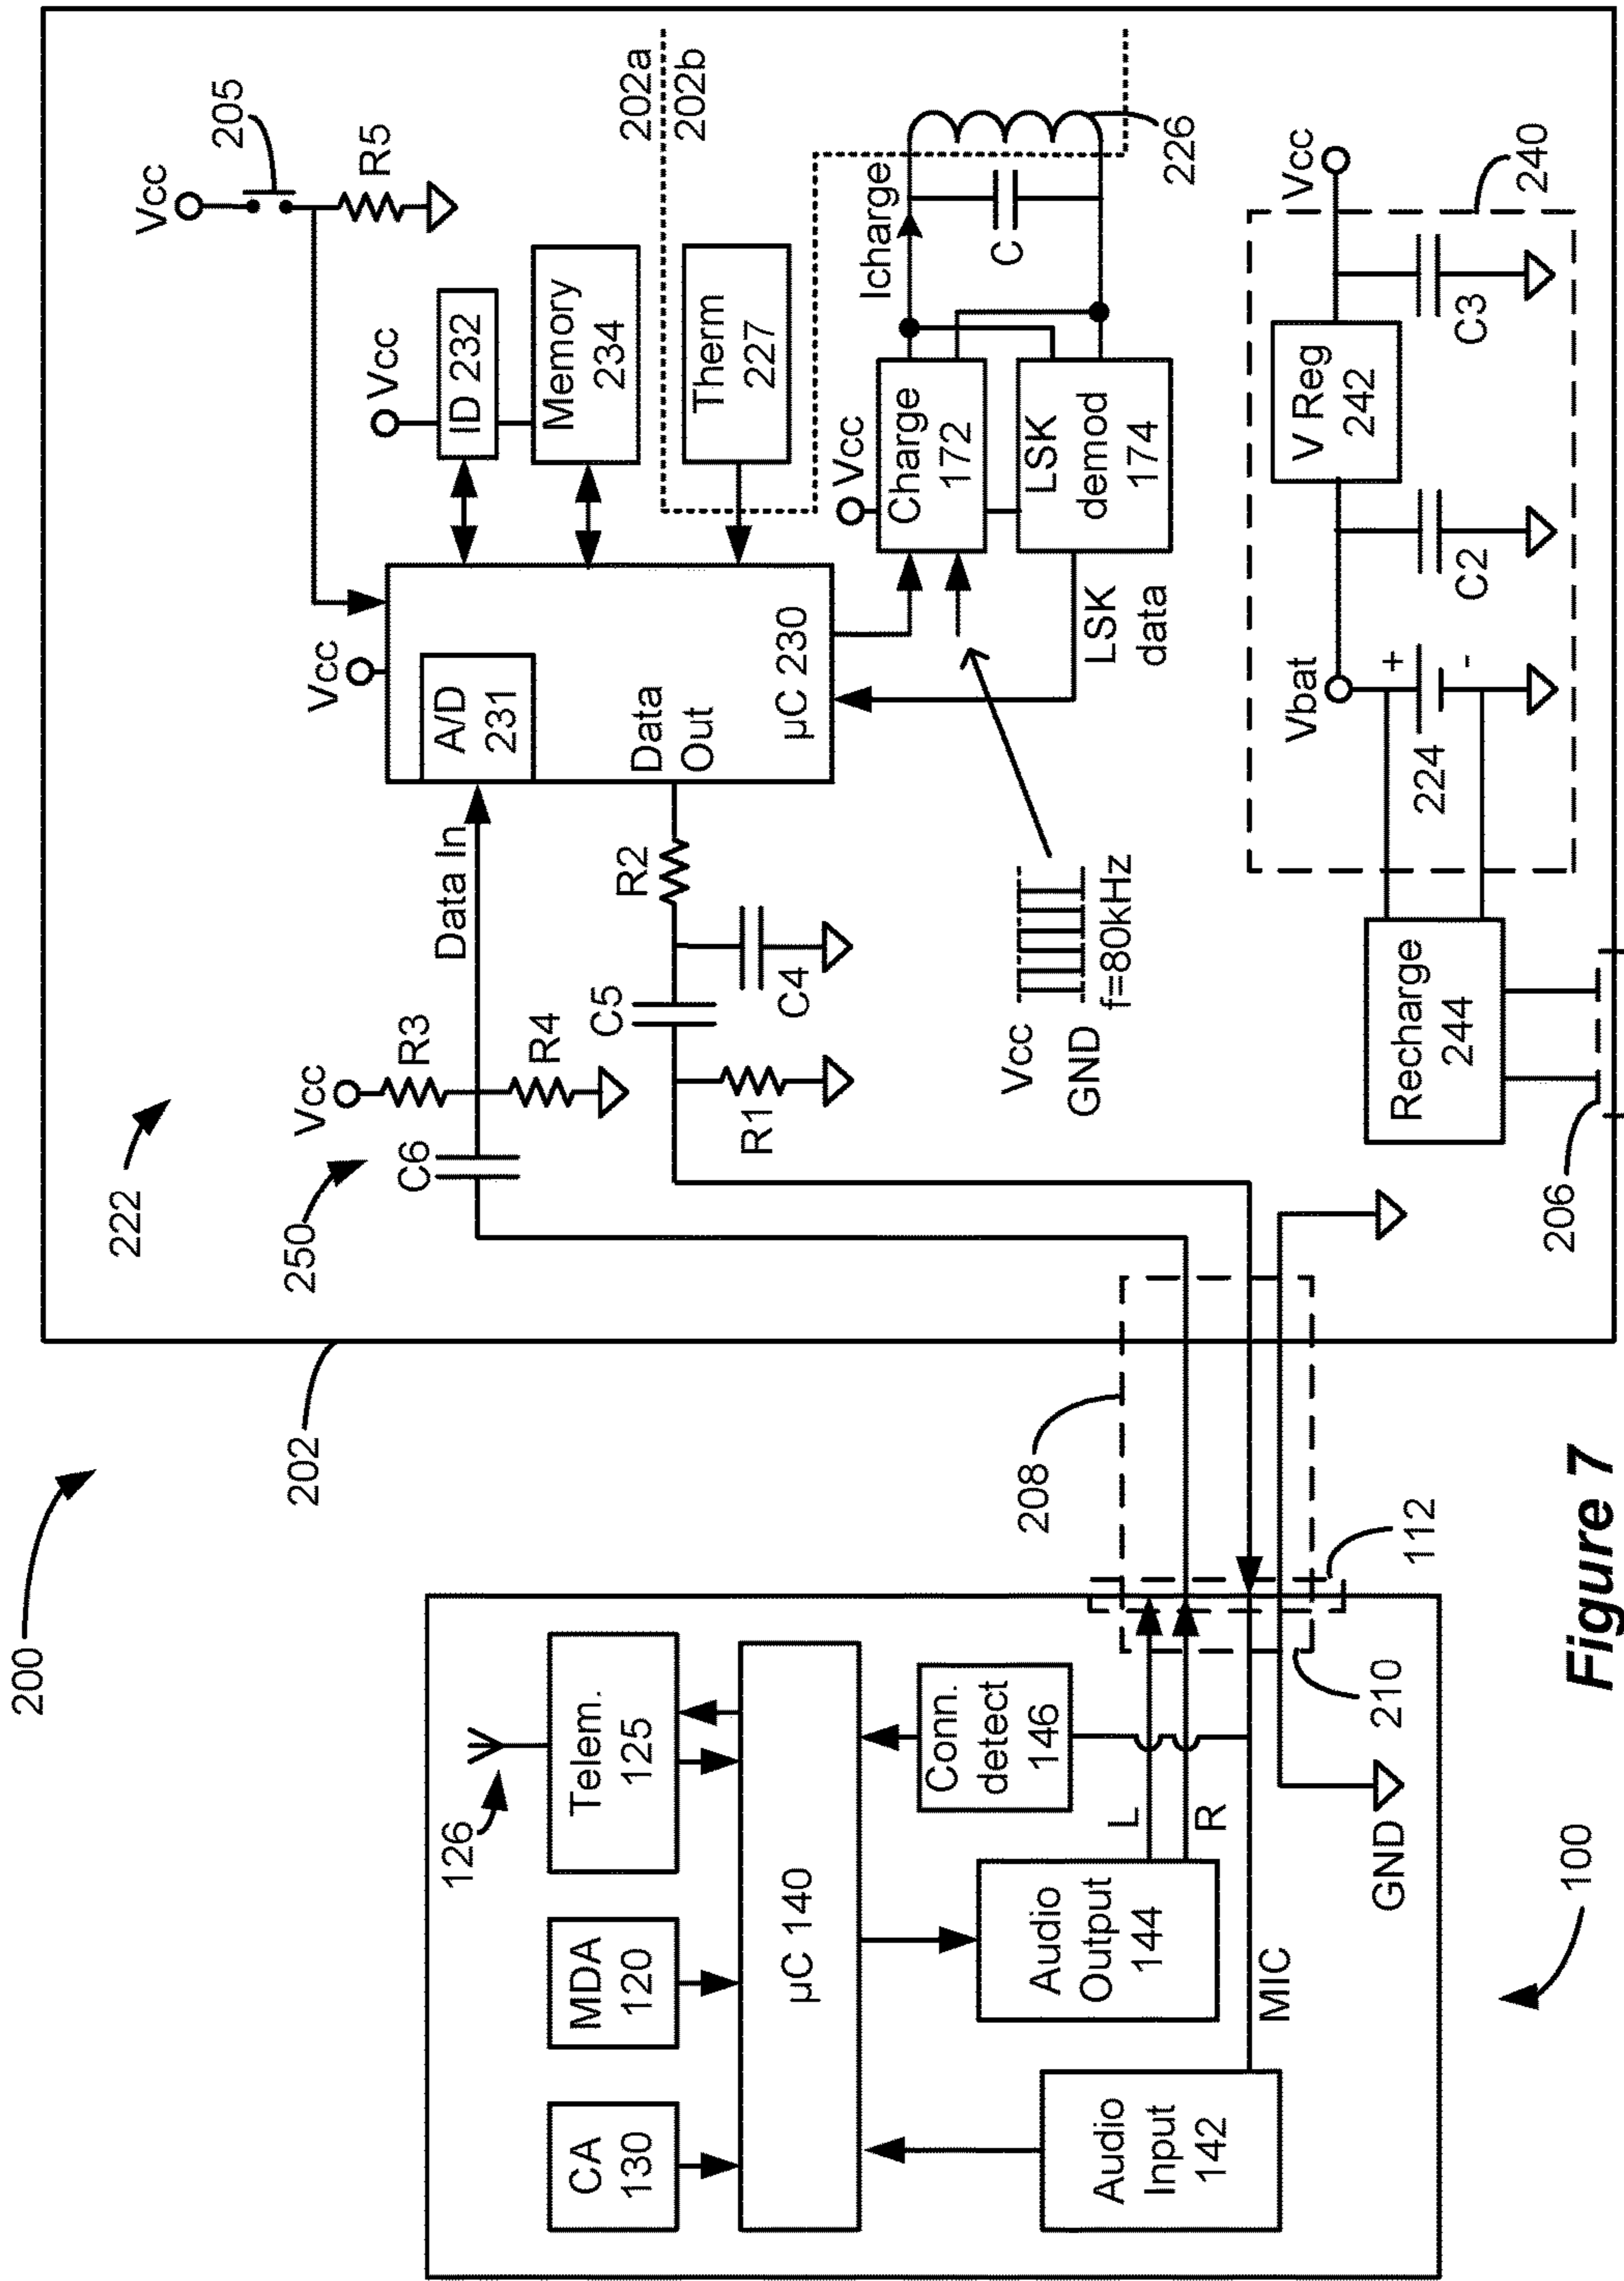 200
202
222
250
Vcc
R3
C6
R4
Data In
C5
R1
R2
C4
Vcc
A/D
231
Data
Out
µC 230
Vcc
205
R5
Vcc
ID 232
Memory
234
Therm
227
202a
202b
Vcc
Charge
172
LSK
demod
174
LSK
data
Icharge
C
226
Vcc
GND
f=80kHz
Recharge
244
206
Vbat
+
-
224
C2
V Reg
242
C3
Vcc
240
208
112
210
126
Telem.
125
MDA
120
CA
130
µC 140
Conn.
detect
146
Audio
Output
144
L
R
Audio
Input
142
MIC
GND
100
Figure 7